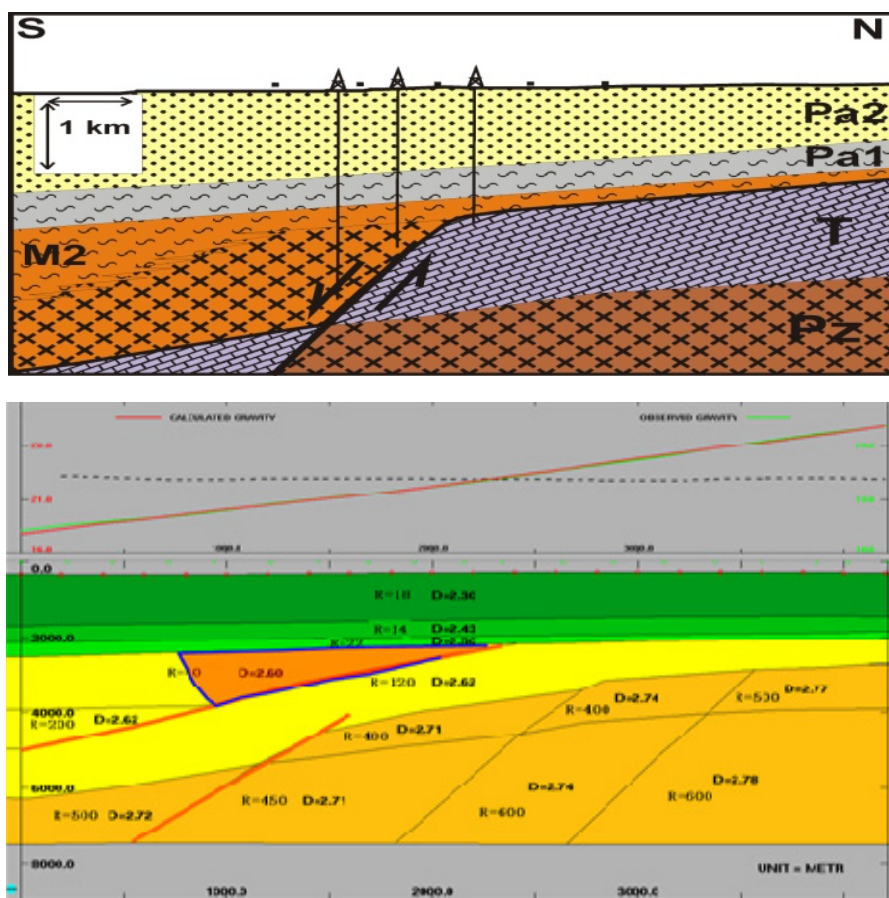 S N
1 km
Pa2
Pa1
T
M2
Pz
CALCULATED GRAVITY OBSERVED GRAVITY
21.0
16.0
1000.0 2000.0 3000.0
0.0
R=18 D=2.30
R=14 D=2.43
D=2.60
R=120 D=2.62
4000.0
R=200 D=2.62
D=2.74 R=500 D=2.77
R=400
R=400 D=2.71
6000.0
D=2.74 D=2.78
R=500 D=2.72 R=450 D=2.71 R=600 R=600
8000.0
UNIT = METR
1000.0 2000.0 3000.0